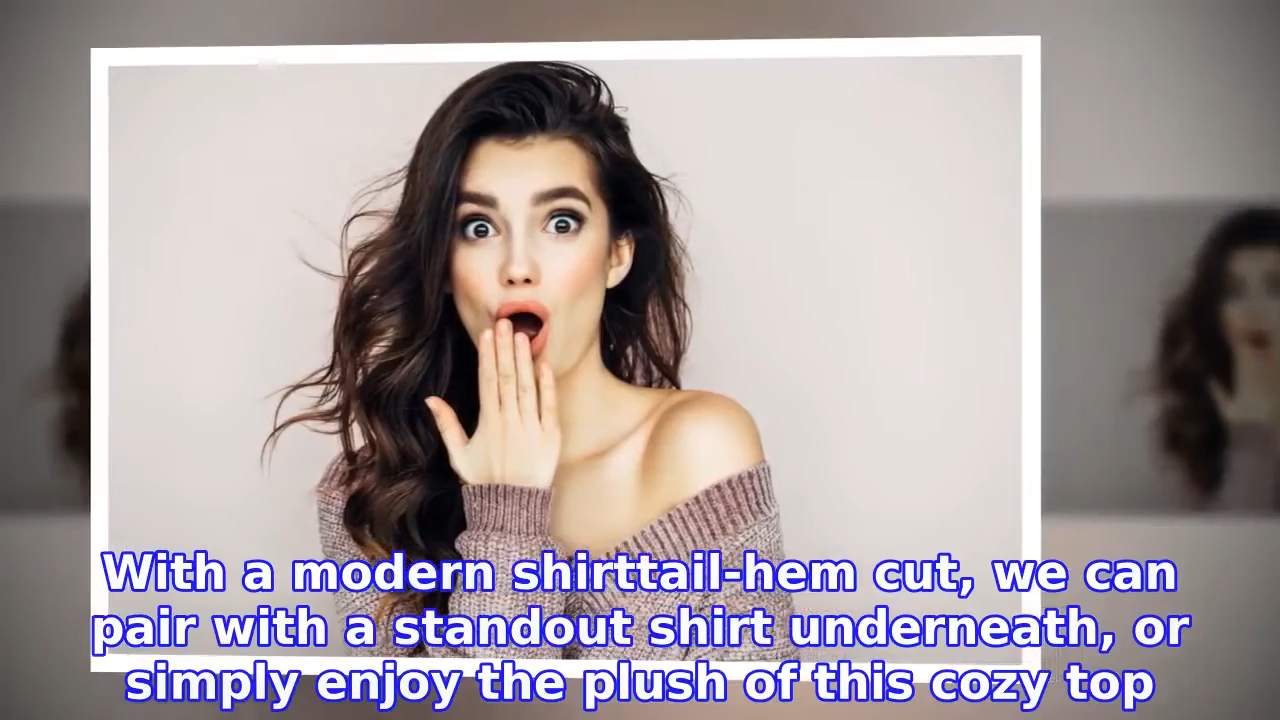 With a modern shirttail-hem cut, we can
pair with a standout shirt underneath, or
simply enjoy the plush of this cozy top